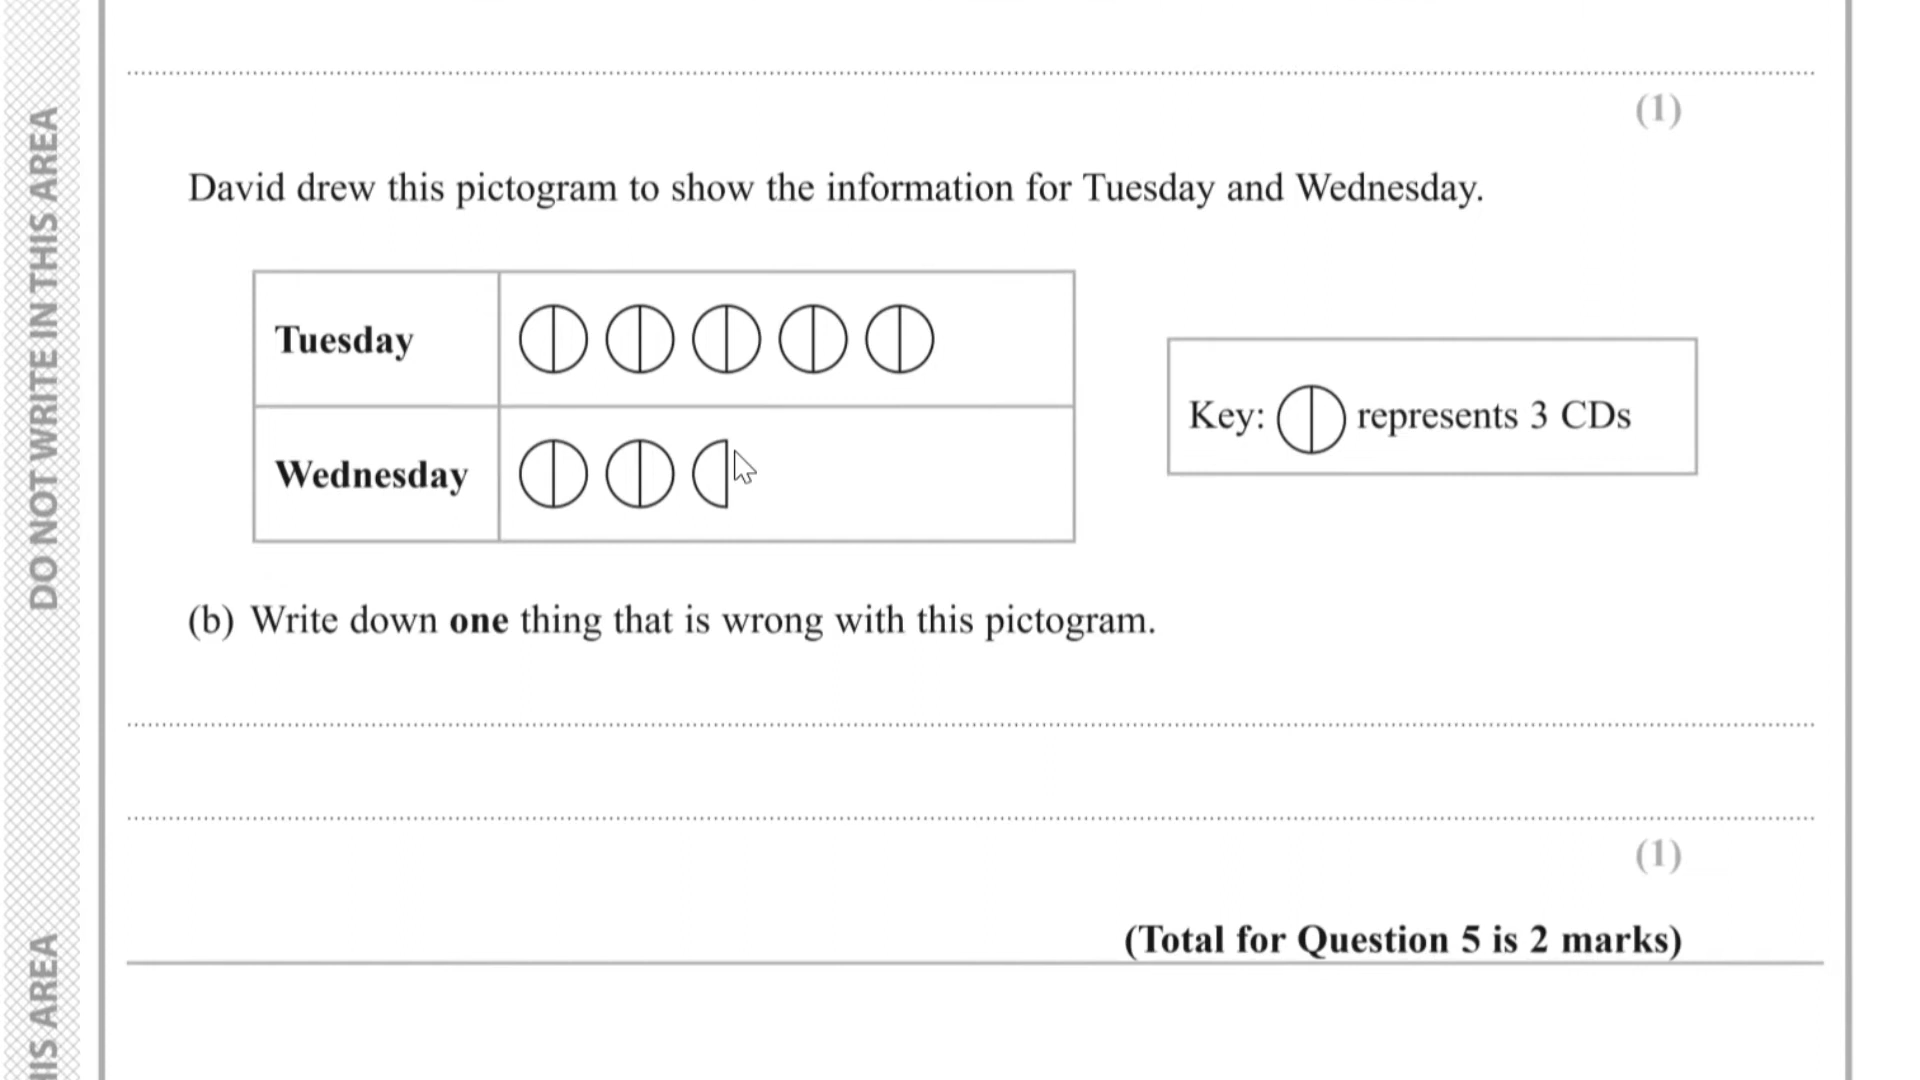 (1)
David drew this pictogram to show the information for Tuesday and Wednesday.
Tuesday
Key: represents 3 CDs
Wednesday
(b) Write down one thing that is wrong with this pictogram.
(1)
(Total for Question 5 is 2 marks)
DO NOT WRITE IN THIS AREA
HIS AREA